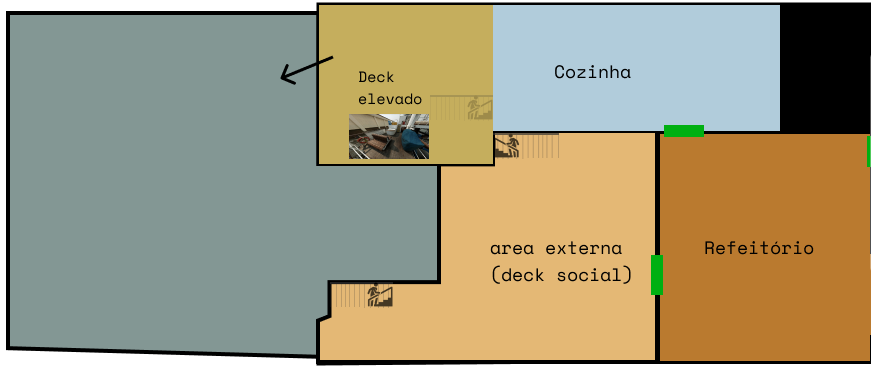 Deck
elevado
Cozinha
area externa
(deck social)
Refeitório